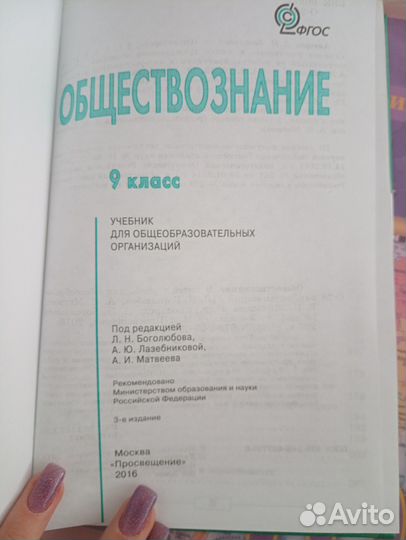 ФГОС
ОБЩЕСТВОЗНАНИЕ
9 класс
УЧЕБНИК
ДЛЯ ОБЩЕОБРАЗОВАТЕЛЬНЫХ
ОРГАНИЗАЦИЙ
Под редакцией
Л. Н. Боголюбова,
А. Ю. Лазебниковой,
А. И. Матвеева
Рекомендовано
Министерством образования и науки
Российской Федерации
3-е издание
Москва
«Просвещение»
2016
Avito